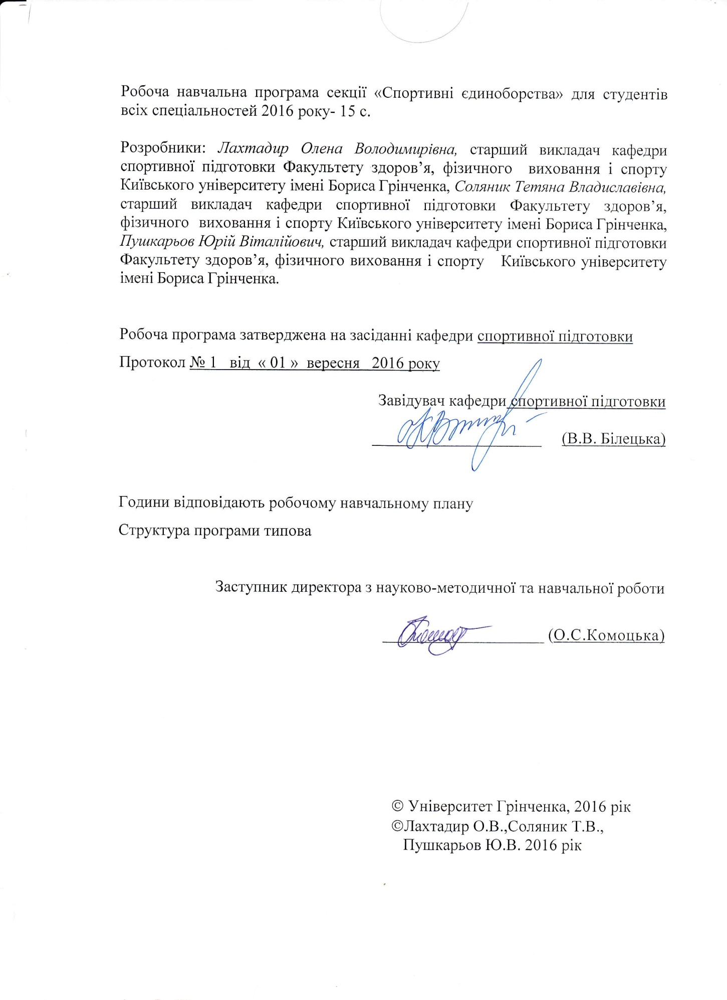 Робоча навчальна програма секції «Спортивні єдиноборства» для студентів
всіх спеціальностей 2016 року- 15 с.
Розробники: Лахтадир Олена Володимирівна, старший викладач кафедри
спортивної підготовки Факультету здоров’я, фізичного виховання і спорту
Київського університету імені Бориса Грінченка, Соляник Тетяна Владиславівна,
старший викладач кафедри спортивної підготовки Факультету здоров’я,
фізичного виховання і спорту Київського університету імені Бориса Грінченка,
Пушкарьов Юрій Віталійович, старший викладач кафедри спортивної підготовки
Факультету здоров’я, фізичного виховання і спорту Київського університету
імені Бориса Грінченка.
Робоча програма затверджена на засіданні кафедри спортивної підготовки
Протокол № 1 від « 01 » вересня 2016 року
Завідувач кафедри спортивної підготовки
(В.В. Білецька)
Години відповідають робочому навчальному плану
Структура програми типова
Заступник директора з науково-методичної та навчальної роботи
(О.С.Комоцька)
© Університет Грінченка, 2016 рік
©Лахтадир О.В.,Соляник Т.В.,
Пушкарьов Ю.В. 2016 рік